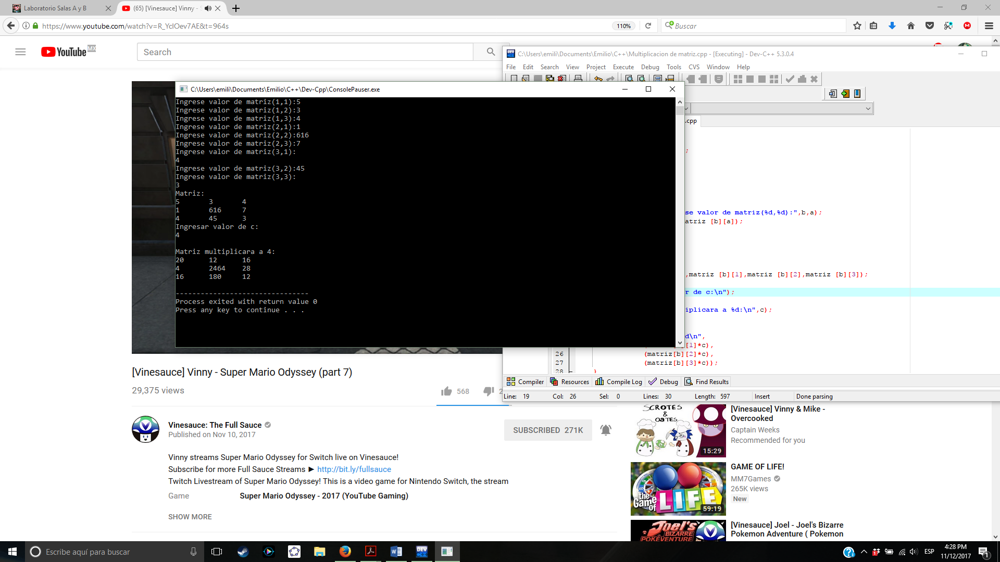 Laboratorio Salas A y B
(65) [Vinesauce] Vinny -
https://www.youtube.com/watch?v=R_YcIOev7AE&t=964s
110%
Buscar
YouTube MX
Search
C:\Users\emili\Documents\Emilio\C++\Multiplicacion de matriz.cpp - [Executing] - Dev-C++ 5.3.0.4
File Edit Search View Project Execute Debug Tools CVS Window Help
C:\Users\emili\Documents\Emilio\C++\Dev-Cpp\ConsolePauser.exe
Ingrese valor de matriz(1,1):5
Ingrese valor de matriz(1,2):3
Ingrese valor de matriz(1,3):4
Ingrese valor de matriz(2,1):1
Ingrese valor de matriz(2,2):616
Ingrese valor de matriz(2,3):7
Ingrese valor de matriz(3,1):
4
Ingrese valor de matriz(3,2):45
Ingrese valor de matriz(3,3):
3
Matriz:
5 3 4
1 616 7
4 45 3
Ingresar valor de c:
4
Matriz multiplicara a 4:
20 12 16
4 2464 28
16 180 12
------------------------------
Process exited with return value 0
Press any key to continue . . .
.cpp
;
se valor de matriz(%d,%d):",b,a);
atriz [b][a]);
,matriz [b][1],matriz [b][2],matriz [b][3]);
r de c:\n");
iplicara a %d:\n",c);
d\n",
[1]*c),
26 (matriz[b][2]*c),
27 (matriz[b][3]*c));
28 }
Compiler Resources Compile Log Debug Find Results
Line: 19 Col: 26 Sel: 0 Lines: 30 Length: 597 Insert Done parsing
[Vinesauce] Vinny - Super Mario Odyssey (part 7)
29,375 views
568
2
Vinesauce: The Full Sauce
Published on Nov 10, 2017
SUBSCRIBED 271K
Vinny streams Super Mario Odyssey for Switch live on Vinesauce!
Subscribe for more Full Sauce Streams ► http://bit.ly/fullsauce
Twitch Livestream of Super Mario Odyssey! This is a video game for Nintendo Switch, the stream
Game Super Mario Odyssey - 2017 (YouTube Gaming)
SHOW MORE
SCROTES
&
OATES
15:29
[Vinesauce] Vinny & Mike -
Overcooked
Captain Weeks
Recommended for you
the Game of LIFE
59:19
GAME OF LIFE!
MM7Games
265K views
New
Joel's
BIZARRE
POKEVENTURE
[Vinesauce] Joel - Joel's Bizarre
Pokemon Adventure ( Pokemon
Escribe aquí para buscar
DEV
ESP
4:28 PM
11/12/2017
1